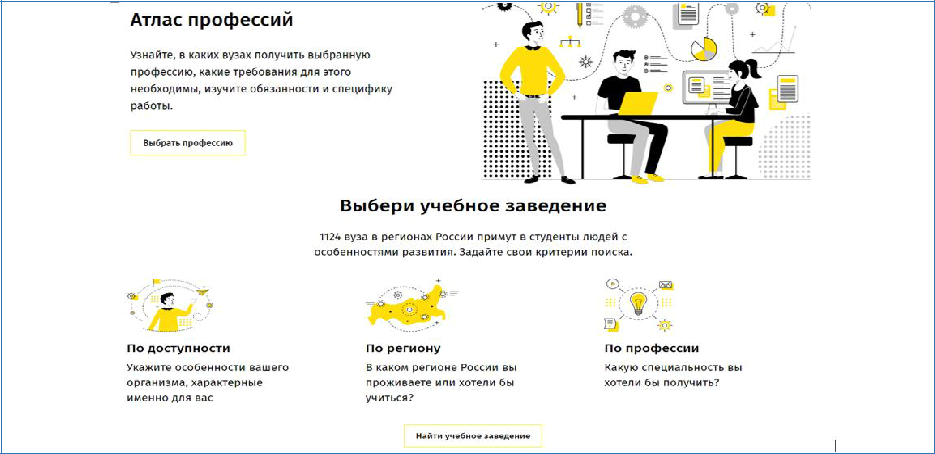 Атлас профессий
Узнайте, в каких вузах получить выбранную
профессию, какие требования для этого
необходимы, изучите обязанности и специфику
работы.
Выбрать профессию
Выбери учебное заведение
1124 вуза в регионах России примут в студенты людей с
особенностями развития. Задайте свои критерии поиска.
По доступности
Укажите особенности вашего
организма, характерные
именно для вас
По региону
В каком регионе России вы
проживаете или хотели бы
учиться?
По профессии
Какую специальность вы
хотели бы получить?
Найти учебное заведение